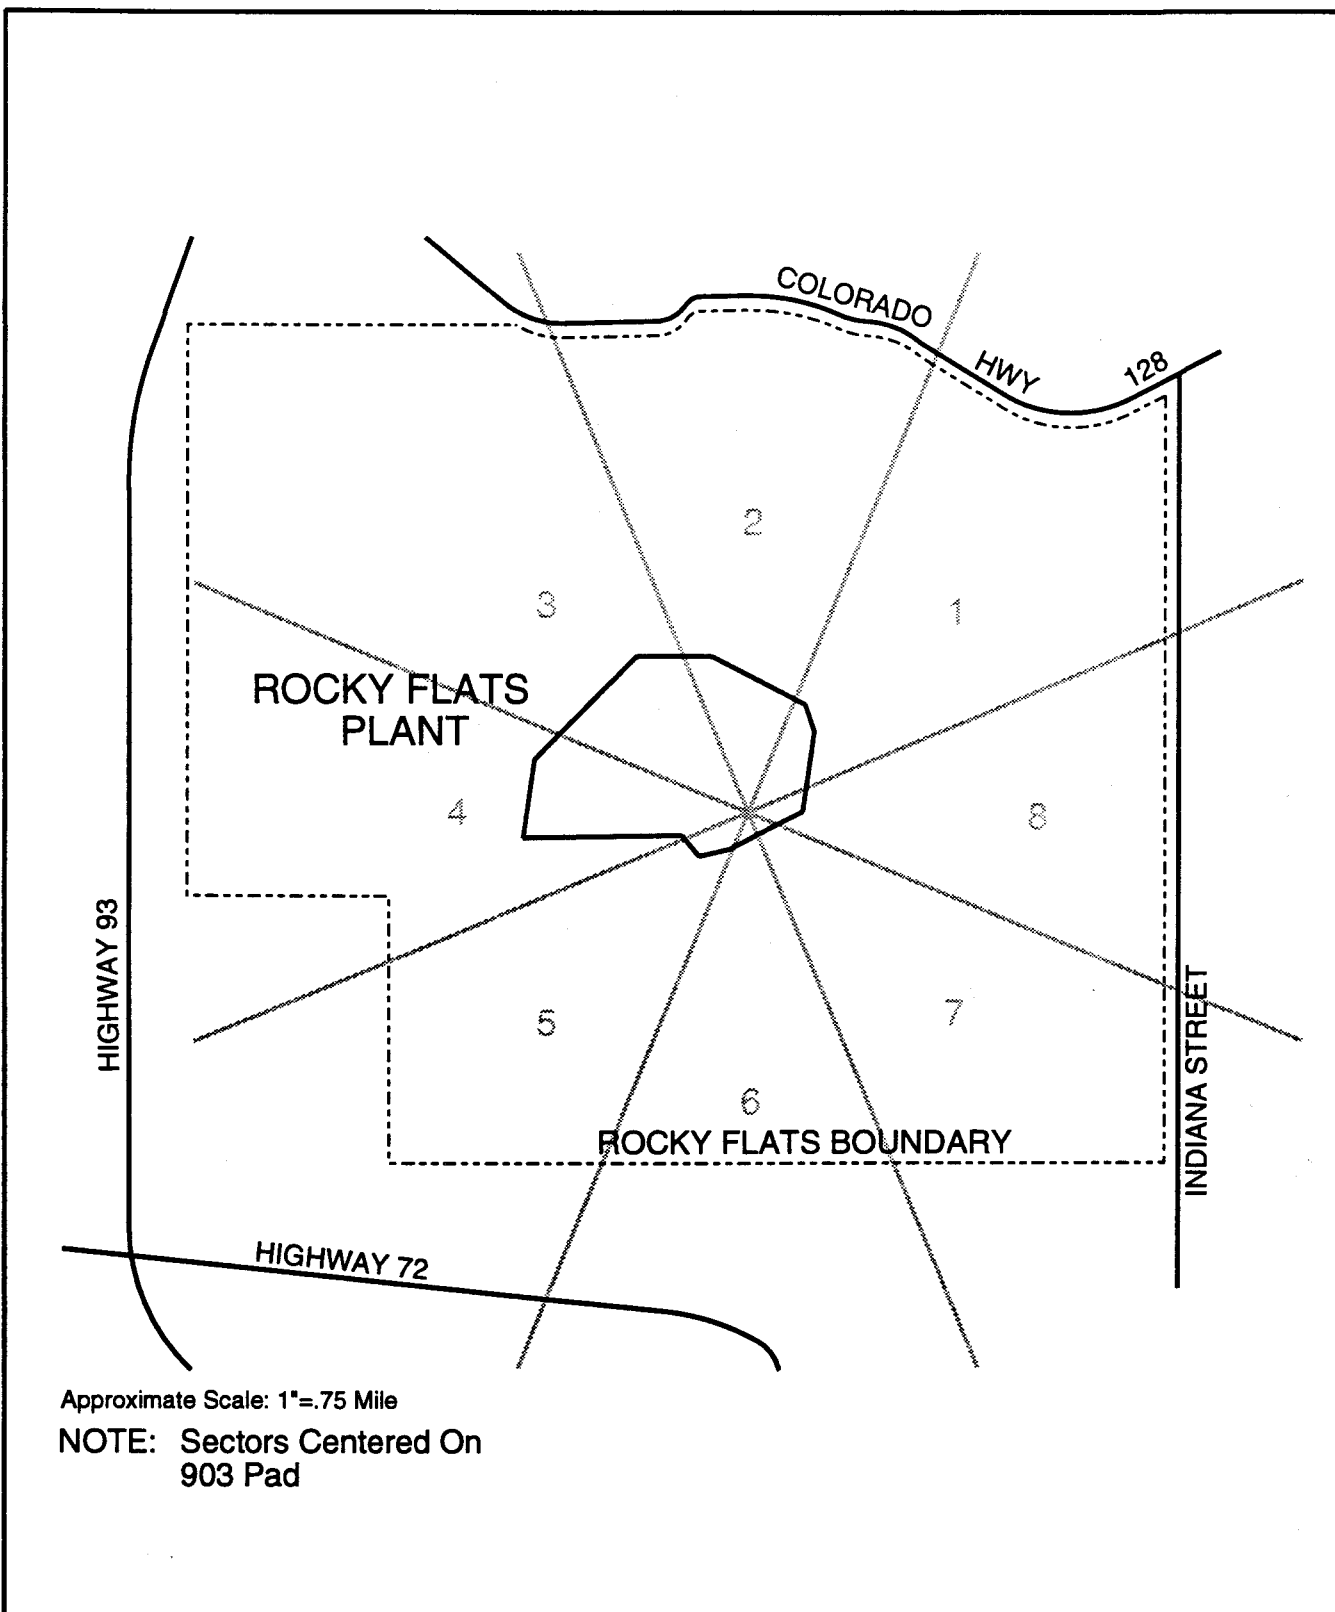 COLORADO
HWY
128
2
3
1
ROCKY FLATS
PLANT
4
8
HIGHWAY 93
5
7
INDIANA STREET
6
ROCKY FLATS BOUNDARY
HIGHWAY 72
Approximate Scale: 1"=.75 Mile
NOTE: Sectors Centered On
903 Pad